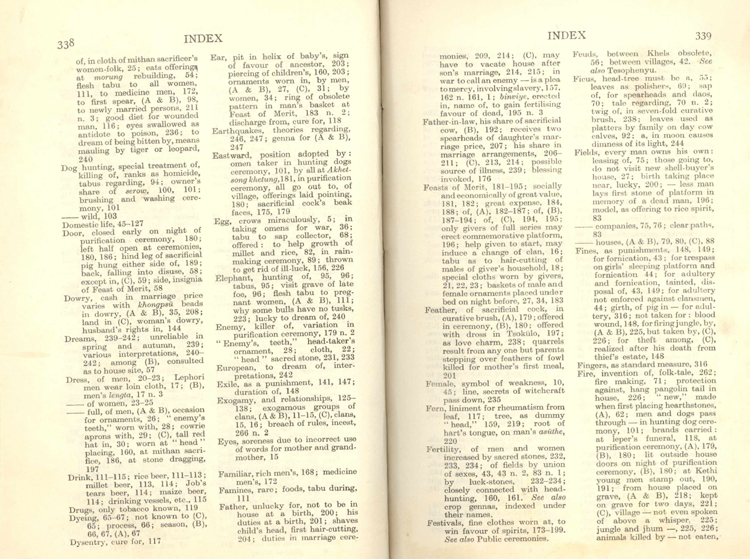 338 INDEX
of, in cloth of mithan sacrificer's
women-folk, 25; eats offerings
at morung rebuilding, 54;
flesh tabu to all women,
111, to medicine men, 172,
to first spear, (A & B), 98,
to newly married persons, 211
n. 3; good diet for wounded
man, 116; eyes swallowed as
antidote to poison, 236; to
dream of being bitten by, means
mauling by tiger or leopard,
240
Dog hunting, special treatment of,
killing of, ranks as homicide,
tabus regarding, 94; owner's
share of aroue, 100, 101;
brushing and washing cere-
mony, 101
—— wild, 103
Domestic life, 45–127
Door, closed early on night of
purification ceremony, 180;
left half open at ceremonies,
180, 186; hind leg of sacrificial
pig hung either side of, 189;
back, falling into disuse, 58;
except in, (C), 59; side, insignia
of Feast of Merit, 58
Dowry, cash in marriage price
varies with khongpak beads
in dowry, (A & B), 35, 208;
land in (C), woman's dowry,
husband's rights in, 144
Dreams, 239–242; unreliable in
spring and autumn, 239;
various interpretations, 240–
242; among (B), consulted
as to house site, 57
Dress, of men, 20–23; Lephori
men wear loin cloth, 17; (B),
men's lengta, 17 n. 3
—— of women, 23–25
—— full, of men, (A & B), occasion
for ornaments, 26; "enemy's
teeth," worn with, 28; cowrie
aprons with, 29; (C), tall red
hat in, 30; worn at "head"
placing, 160, at mithan sacri-
fice, 186, at stone dragging,
197
Drink, 111–115; rice beer, 111–113;
millet beer, 113, 114; Job's
tears beer, 114; maize beer,
114; drinking vessels, etc., 115
Drugs, only tobacco known, 119
Dyeing, 65–67; not known to (C),
65; process, 66; season, (B),
66, 67, (A), 67
Dysentry, cure for, 117
Ear, pit in helix of baby's, sign
of favour of ancestor, 203;
piercing of children's, 160, 203;
ornaments worn in, by men,
(A & B), 27, (C), 31; by
women, 34; ring of obsolete
pattern in man's basket at
Feast of Merit, 183 n. 2;
discharge from, cure for, 118
Earthquakes, theories regarding,
246, 247; genna for (A & B),
247
Eastward, position adopted by:
omen taker in hunting dogs
ceremony, 101, by all at Akhet-
song khetung, 181, in purification
ceremony, all go out to, of
village, offerings laid pointing,
180; sacrificial cock's beak
faces, 175, 179
Egg, crows miraculously, 5; in
taking omens for war, 36;
tabu to sap collector, 68;
offered: to help growth of
millet and rice, 82, in rain-
making ceremony, 89; thrown
to get rid of ill-luck, 156, 226
Elephant hunting of, 95, 96;
tabus, 95; visit grave of late
foe, 96; flesh tabu to preg-
nant women, (A & B), 111;
why some bulls have no tusks,
223; lucky to dream of, 240
Enemy, killer of, variation in
purification ceremony, 179 n. 2
"Enemy's, teeth," head-taker's
ornament, 28; cloth, 22;
"head" sacred stone, 231, 233
European, to dream of, inter-
pretations, 242
Exile, as a punishment, 141, 147;
duration of, 148
Exogamy, and relationships, 125–
138; exogamous groups of
clans, (A & B), 11–15, (C), clans,
15, 16; breach of rules, incest,
266 n. 2
Eyes, soreness due to incorrect use
of words for mother and grand-
mother, 15
Familiar, rich men's, 168; medicine
men's, 172
Famines, rare; foods, tabu during,
111
Father, unlucky for, not to be in
house at a birth, 200; his
duties at a birth, 201; shaves
child's head, first hair-cutting,
204; duties in marriage cere-
INDEX 339
monies, 209, 214; (C), may
have to vacate house after
son's marriage, 214, 215; in
war to call an enemy — is a plea
to mercy, involving slavery, 157,
162 n. 161, 1; binciye, erected
in, name of, to gain fertilising
favour of dead, 195 n. 3
Father-in-law, his share of sacrificial
cow, (B), 192; receives two
spearheads of daughter's mar-
riage price, 207; his share in
marriage arrangements, 206–
211; (C), 213, 214; possible
source of illness, 239; blessing
invoked, 176
Feasts of Merit, 181–195; socially
and economically of great value,
181, 182; great expense, 184,
188; of, (A), 182–187; of, (B),
187–194; of, (C), 194, 195;
only givers of full series may
erect commemorative platform,
196; help given to start, may
induce a change of clan, 16;
tabu as to hair-cutting of
males of giver's household, 18;
special cloths worn by givers,
21, 22, 23; baskets of male and
female ornaments placed under
bed on night before, 27, 34, 183
Feather, of sacrificial cock, in
curative brush, (A), 179; offered
in ceremony, (B), 180; offered
with dross in Tsokulo, 107;
as love charm, 238; quarrels
result from any one but parents
stepping over feathers of fowl
killed for mother's first meal,
201
Female, symbol of weakness, 10,
45; line, secrets of witchcraft
pass down, 235
Fern, liniment for rheumatism from
leaf, 117; tree, as dummy
"head," 159, 219; root of
hart's tongue, on man's asüthe,
220
Fertility, of men and women
increased by sacred stones, 232,
233, 234; of fields by union
of sexes, 43, 43 n. 2, 83 n. 1;
by luck-stones, 232–234;
closely connected with head-
hunting, 160, 161. See also
crop gennas, indexed under
their names.
Festivals, fine clothes worn at, to
win favour of spirits, 173–199.
See also Public ceremonies.
Feuds, between Khels obsolete,
56; between villages, 42. See
also Tesophenyu.
Ficus, head-tree must be a, 55;
leaves as polishers, 69; sap
of, for spearheads and daos,
70; tale regarding, 70 n. 2;
twig of, in seven-fold curative
brush, 238; leaves used as
platters by family on day cow
calves, 92; a, in moon causes
dimness of its light, 244
Fields, every man owns his own:
leasing of, 75; those going to,
do not visit new shell-buyer's
house, 27; birth taking place
near, lucky, 200; — less man
lays first stone of platform in
memory of a dead man, 196;
model, as offering to rice spirit,
83
—— companies, 75, 76; clear paths,
83
—— houses, (A & B), 79, 80, (C), 88
Fines, as punishments, 148, 149;
for fornication, 43; for trespass
on girls' sleeping platform and
fornication 44; for adultery
and fornication, tainted, dis-
posal of, 43, 149; for adultery
not enforced against clansmen,
44; girth, of pig in — for adul-
tery, 316; not taken for: blood
wound, 148, for firing jungle, by,
(A & B), 225, but taken by, (C),
226; for theft among, (C),
realized after his death from
thief's estate, 148
Fingers, as standard measure, 316
Fire, invention of, folk-tale, 262;
fire making, 71; protection
against, hang pangolin tail in
house, 226; "new," made
when first placing hearthstones,
(A), 62; men and dogs pass
through — in hunting dog cere-
mony, 101; brands carried:
at leper's funeral, 118, at
purification ceremony, (A), 179,
(B), 180; lit outside house
doors on night of purification
ceremony, (B), 180; at Kethi
young men stamp out, 190,
191; from house placed on
grave, (A & B), 218; kept
on grave for two days, 221;
(C), village — not even spoken
of above a whisper, 225;
jungle and jhum —, 225, 226;
animals killed by — not eaten,